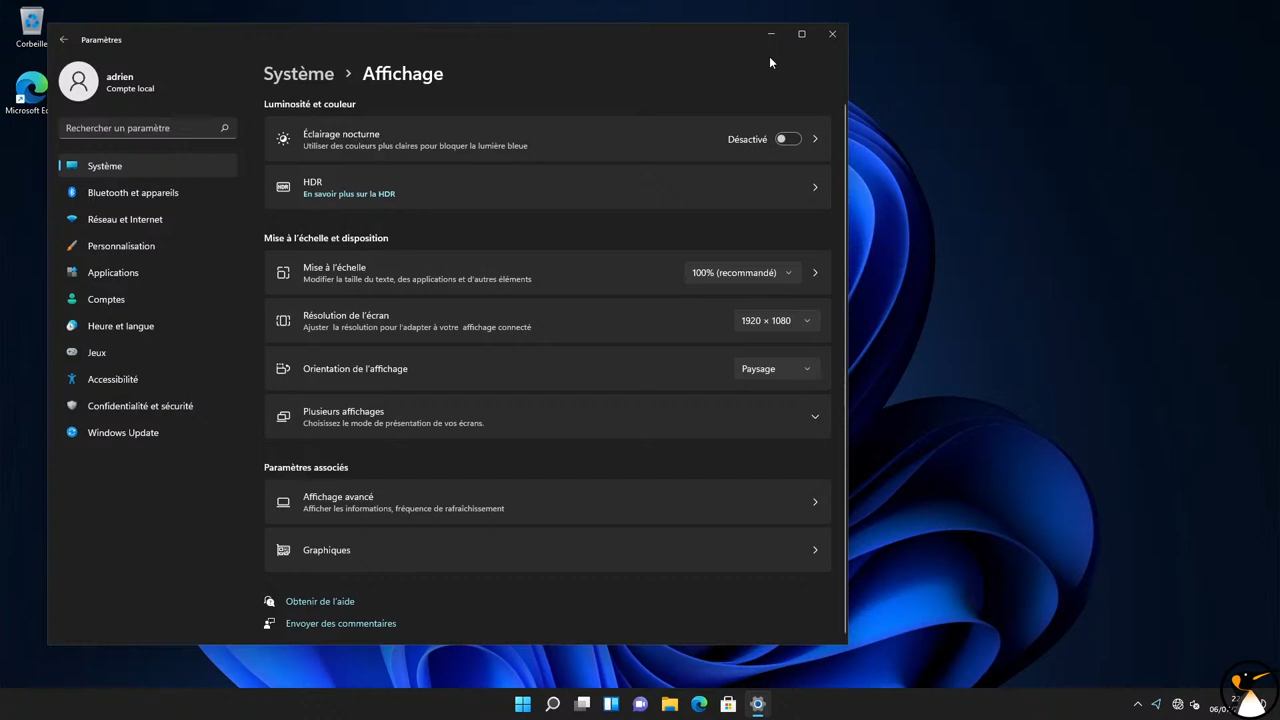 Corbeille
Microsoft Ed
Paramètres
adrien
Compte local
Rechercher un paramètre
Système
Bluetooth et appareils
Réseau et Internet
Personnalisation
Applications
Comptes
Heure et langue
Jeux
Accessibilité
Confidentialité et sécurité
Windows Update
Système > Affichage
Luminosité et couleur
Éclairage nocturne
Utiliser des couleurs plus claires pour bloquer la lumière bleue
Désactivé
HDR
HDR
En savoir plus sur la HDR
Mise à l'échelle et disposition
Mise à l'échelle
Modifier la taille du texte, des applications et d'autres éléments
100% (recommandé)
Résolution de l'écran
Ajuster la résolution pour l'adapter à votre affichage connecté
1920 × 1080
Orientation de l'affichage
Paysage
Plusieurs affichages
Choisissez le mode de présentation de vos écrans.
Paramètres associés
Affichage avancé
Afficher les informations, fréquence de rafraîchissement
Graphiques
Obtenir de l'aide
Envoyer des commentaires